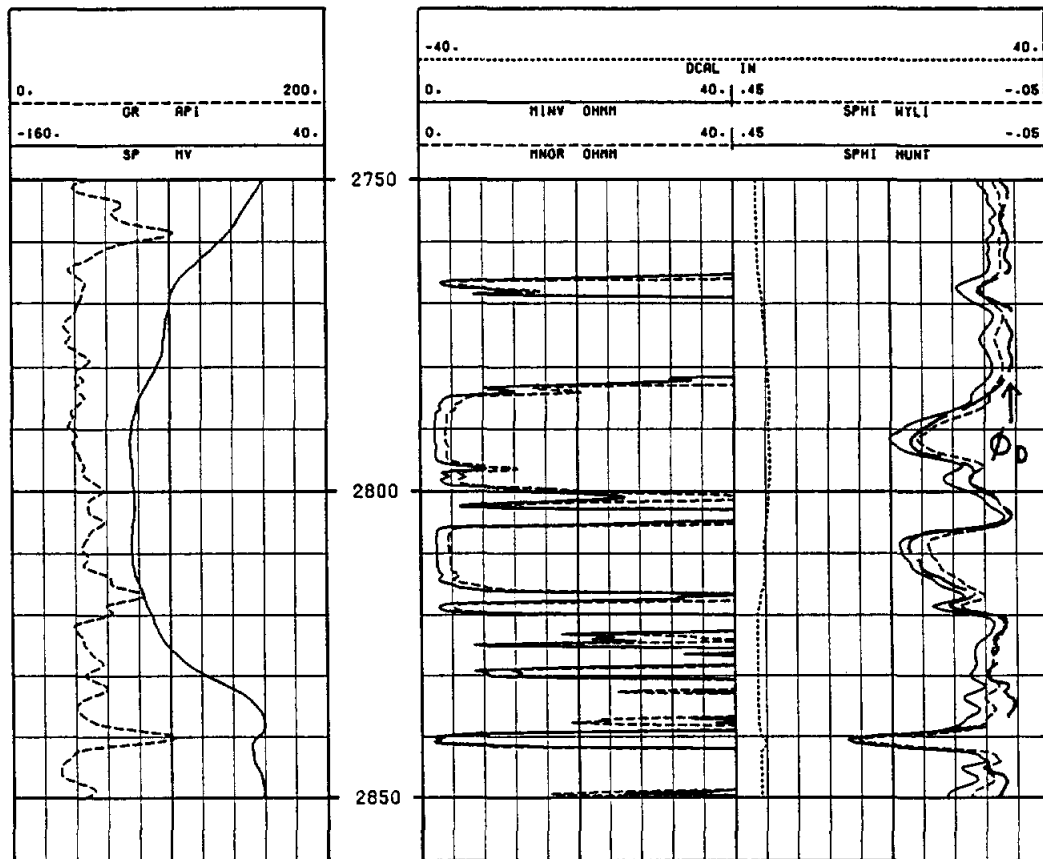 -40. 40.
DCAL IN
0. 200.
GR API
-160. 40.
SP MV
0. 40. .45 -.05
MINV OHMM SPHI WYLI
0. 40. .45 -.05
MNOR OHMM SPHI HUNT
2750
2800
2850
ØD